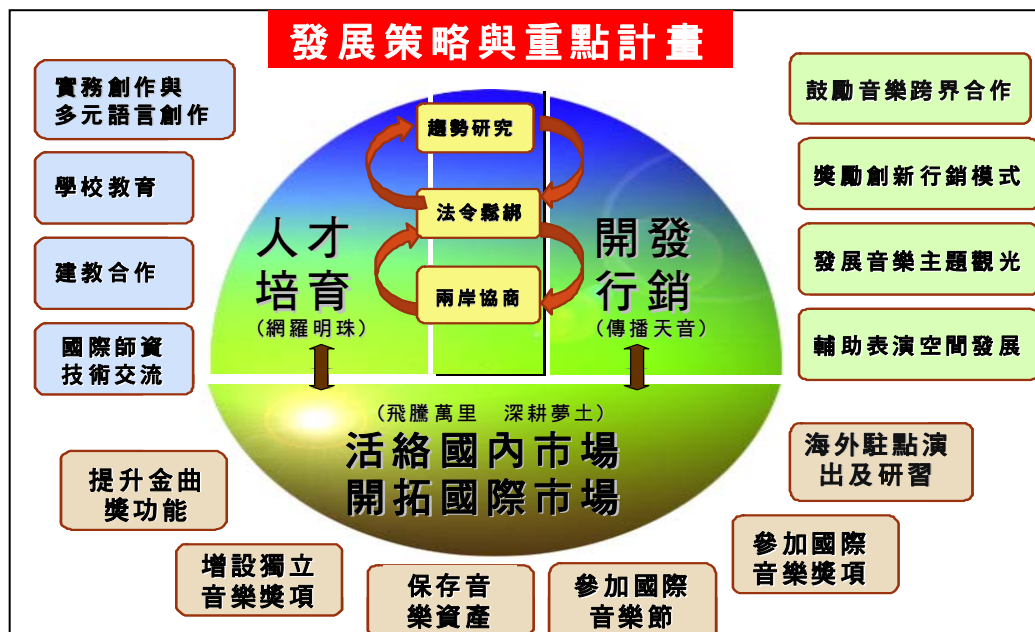 發展策略與重點計畫
實務創作與
多元語言創作
學校教育
建教合作
國際師資
技術交流
趨勢研究
法令鬆綁
兩岸協商
人才
培育
（網羅明珠）
開發
行銷
（傳播天音）
鼓勵音樂跨界合作
獎勵創新行銷模式
發展音樂主題觀光
輔助表演空間發展
（飛騰萬里　深耕夢土）
活絡國內市場
開拓國際市場
提升金曲
獎功能
增設獨立
音樂獎項
保存音
樂資產
參加國際
音樂節
參加國際
音樂獎項
海外駐點演
出及研習